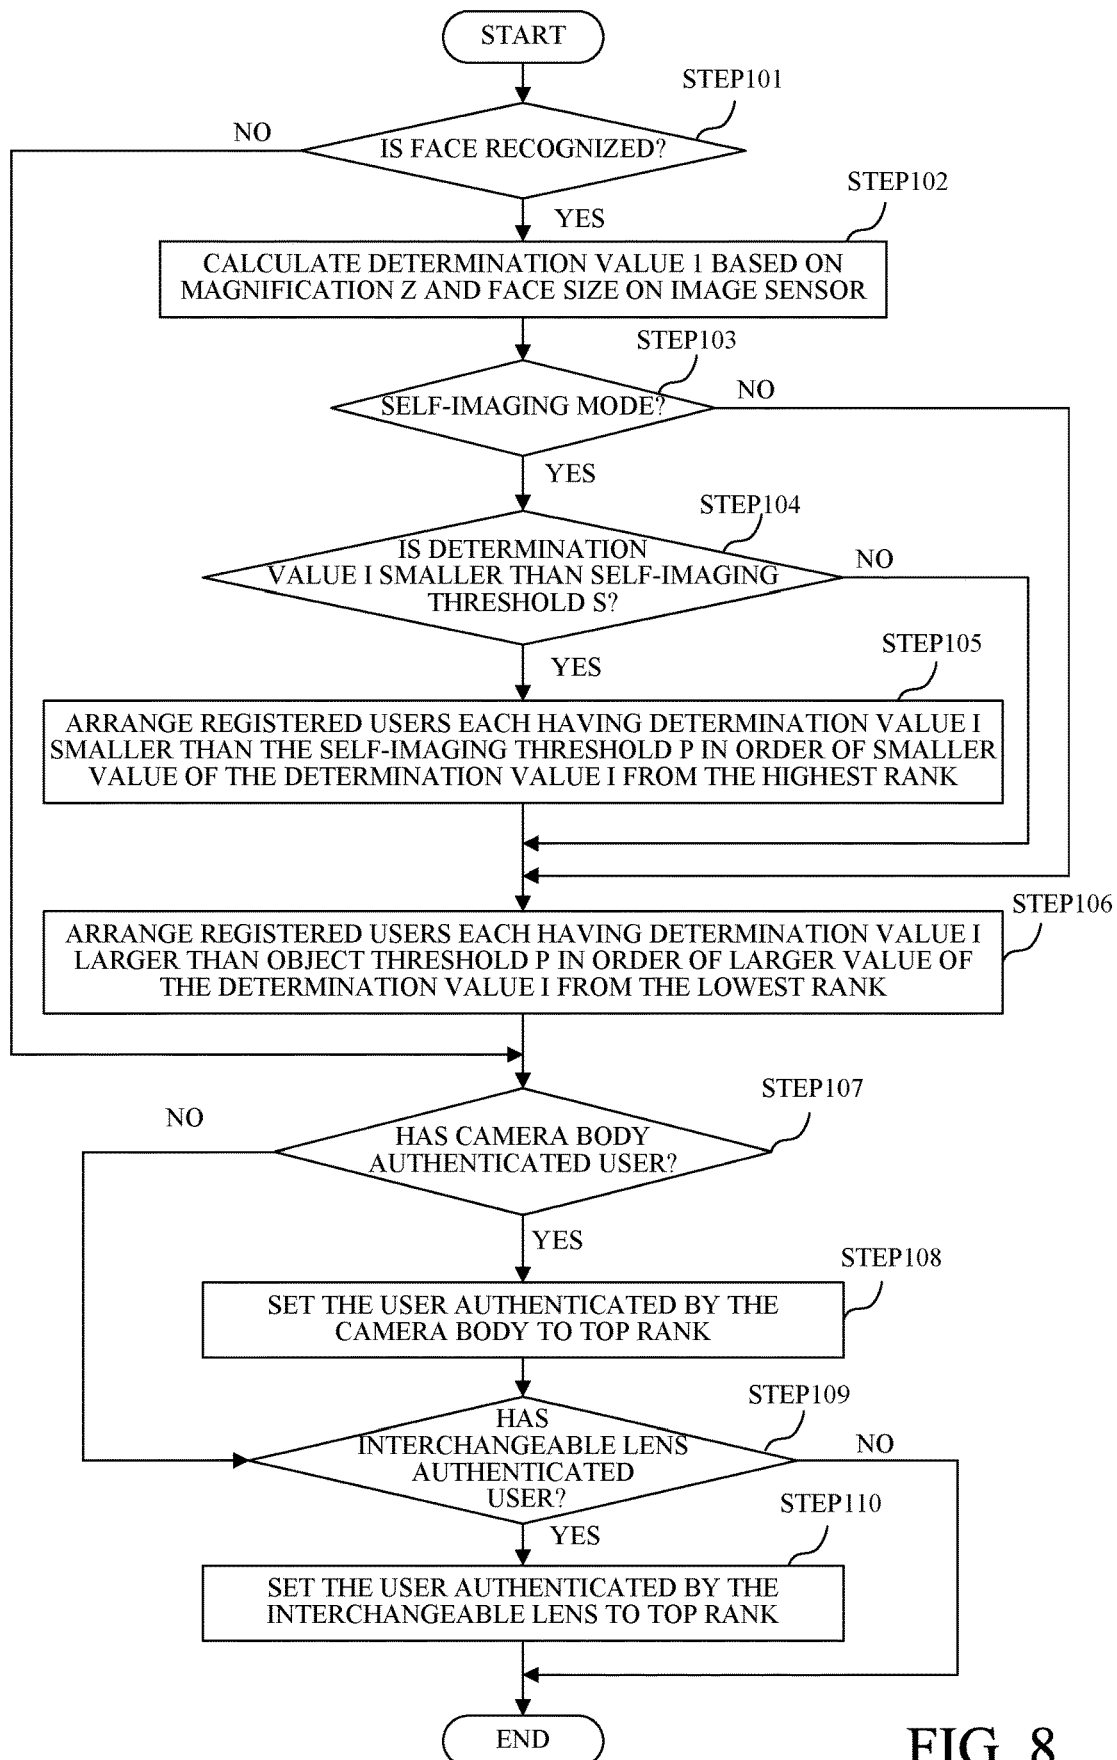 START
STEP101
NO
IS FACE RECOGNIZED?
STEP102
YES
CALCULATE DETERMINATION VALUE 1 BASED ON
MAGNIFICATION Z AND FACE SIZE ON IMAGE SENSOR
STEP103
NO
SELF-IMAGING MODE?
YES
STEP104
IS DETERMINATION
VALUE I SMALLER THAN SELF-IMAGING
THRESHOLD S?
NO
STEP105
YES
ARRANGE REGISTERED USERS EACH HAVING DETERMINATION VALUE I
SMALLER THAN THE SELF-IMAGING THRESHOLD P IN ORDER OF SMALLER
VALUE OF THE DETERMINATION VALUE I FROM THE HIGHEST RANK
STEP106
ARRANGE REGISTERED USERS EACH HAVING DETERMINATION VALUE I
LARGER THAN OBJECT THRESHOLD P IN ORDER OF LARGER VALUE OF
THE DETERMINATION VALUE I FROM THE LOWEST RANK
STEP107
NO
HAS CAMERA BODY
AUTHENTICATED USER?
YES
STEP108
SET THE USER AUTHENTICATED BY THE
CAMERA BODY TO TOP RANK
STEP109
HAS
INTERCHANGEABLE LENS
AUTHENTICATED
USER?
NO
STEP110
YES
SET THE USER AUTHENTICATED BY THE
INTERCHANGEABLE LENS TO TOP RANK
END
FIG. 8